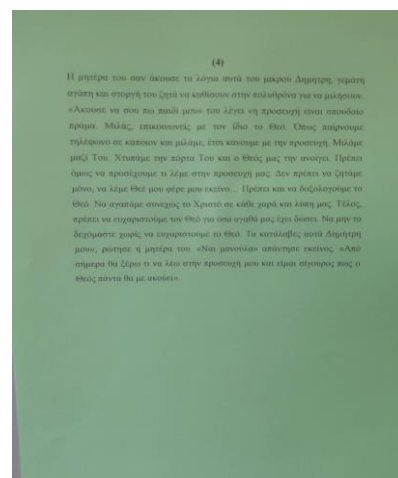 (4)
Η μητέρα του σαν άκουσε τα λόγια αυτά του μικρού Δημήτρη, γεμάτη
αγάπη και στοργή του ζητά να καθίσουν στην πολυθρόνα για να μιλήσουν.
«Άκουσε να σου πω παιδί μου» του λέγει «η προσευχή είναι σπουδαίο
πράμα. Μιλάς, επικοινωνείς με τον ίδιο το Θεό. Όπως παίρνουμε
τηλέφωνο σε κάποιον και μιλάμε, έτσι κάνουμε με την προσευχή. Μιλάμε
μαζί Του. Χτυπάμε την πόρτα Του και ο Θεός μας την ανοίγει. Πρέπει
όμως να προσέχουμε τι λέμε στην προσευχή μας. Δεν πρέπει να ζητάμε
μόνο, να λέμε Θεέ μου φέρε μου εκείνο... Πρέπει και να δοξολογουμε το
Θεό. Να αγαπάμε συνεχώς το Χριστό σε κάθε χαρά και λύπη μας. Τέλος,
πρέπει να ευχαριστούμε τον Θεό για όσα αγαθά μας έχει δώσει. Να μην τα
δεχόμαστε χωρίς να ευχαριστούμε το Θεό. Τα κατάλαβες αυτά Δημήτρη
μου», ρώτησε η μητέρα του. «Ναι μανούλα» απάντησε εκείνος. «Από
σήμερα θα ξέρω τι να λέω στην προσευχή μου και είμαι σίγουρος πως ο
Θεός πάντα θα με ακούει»